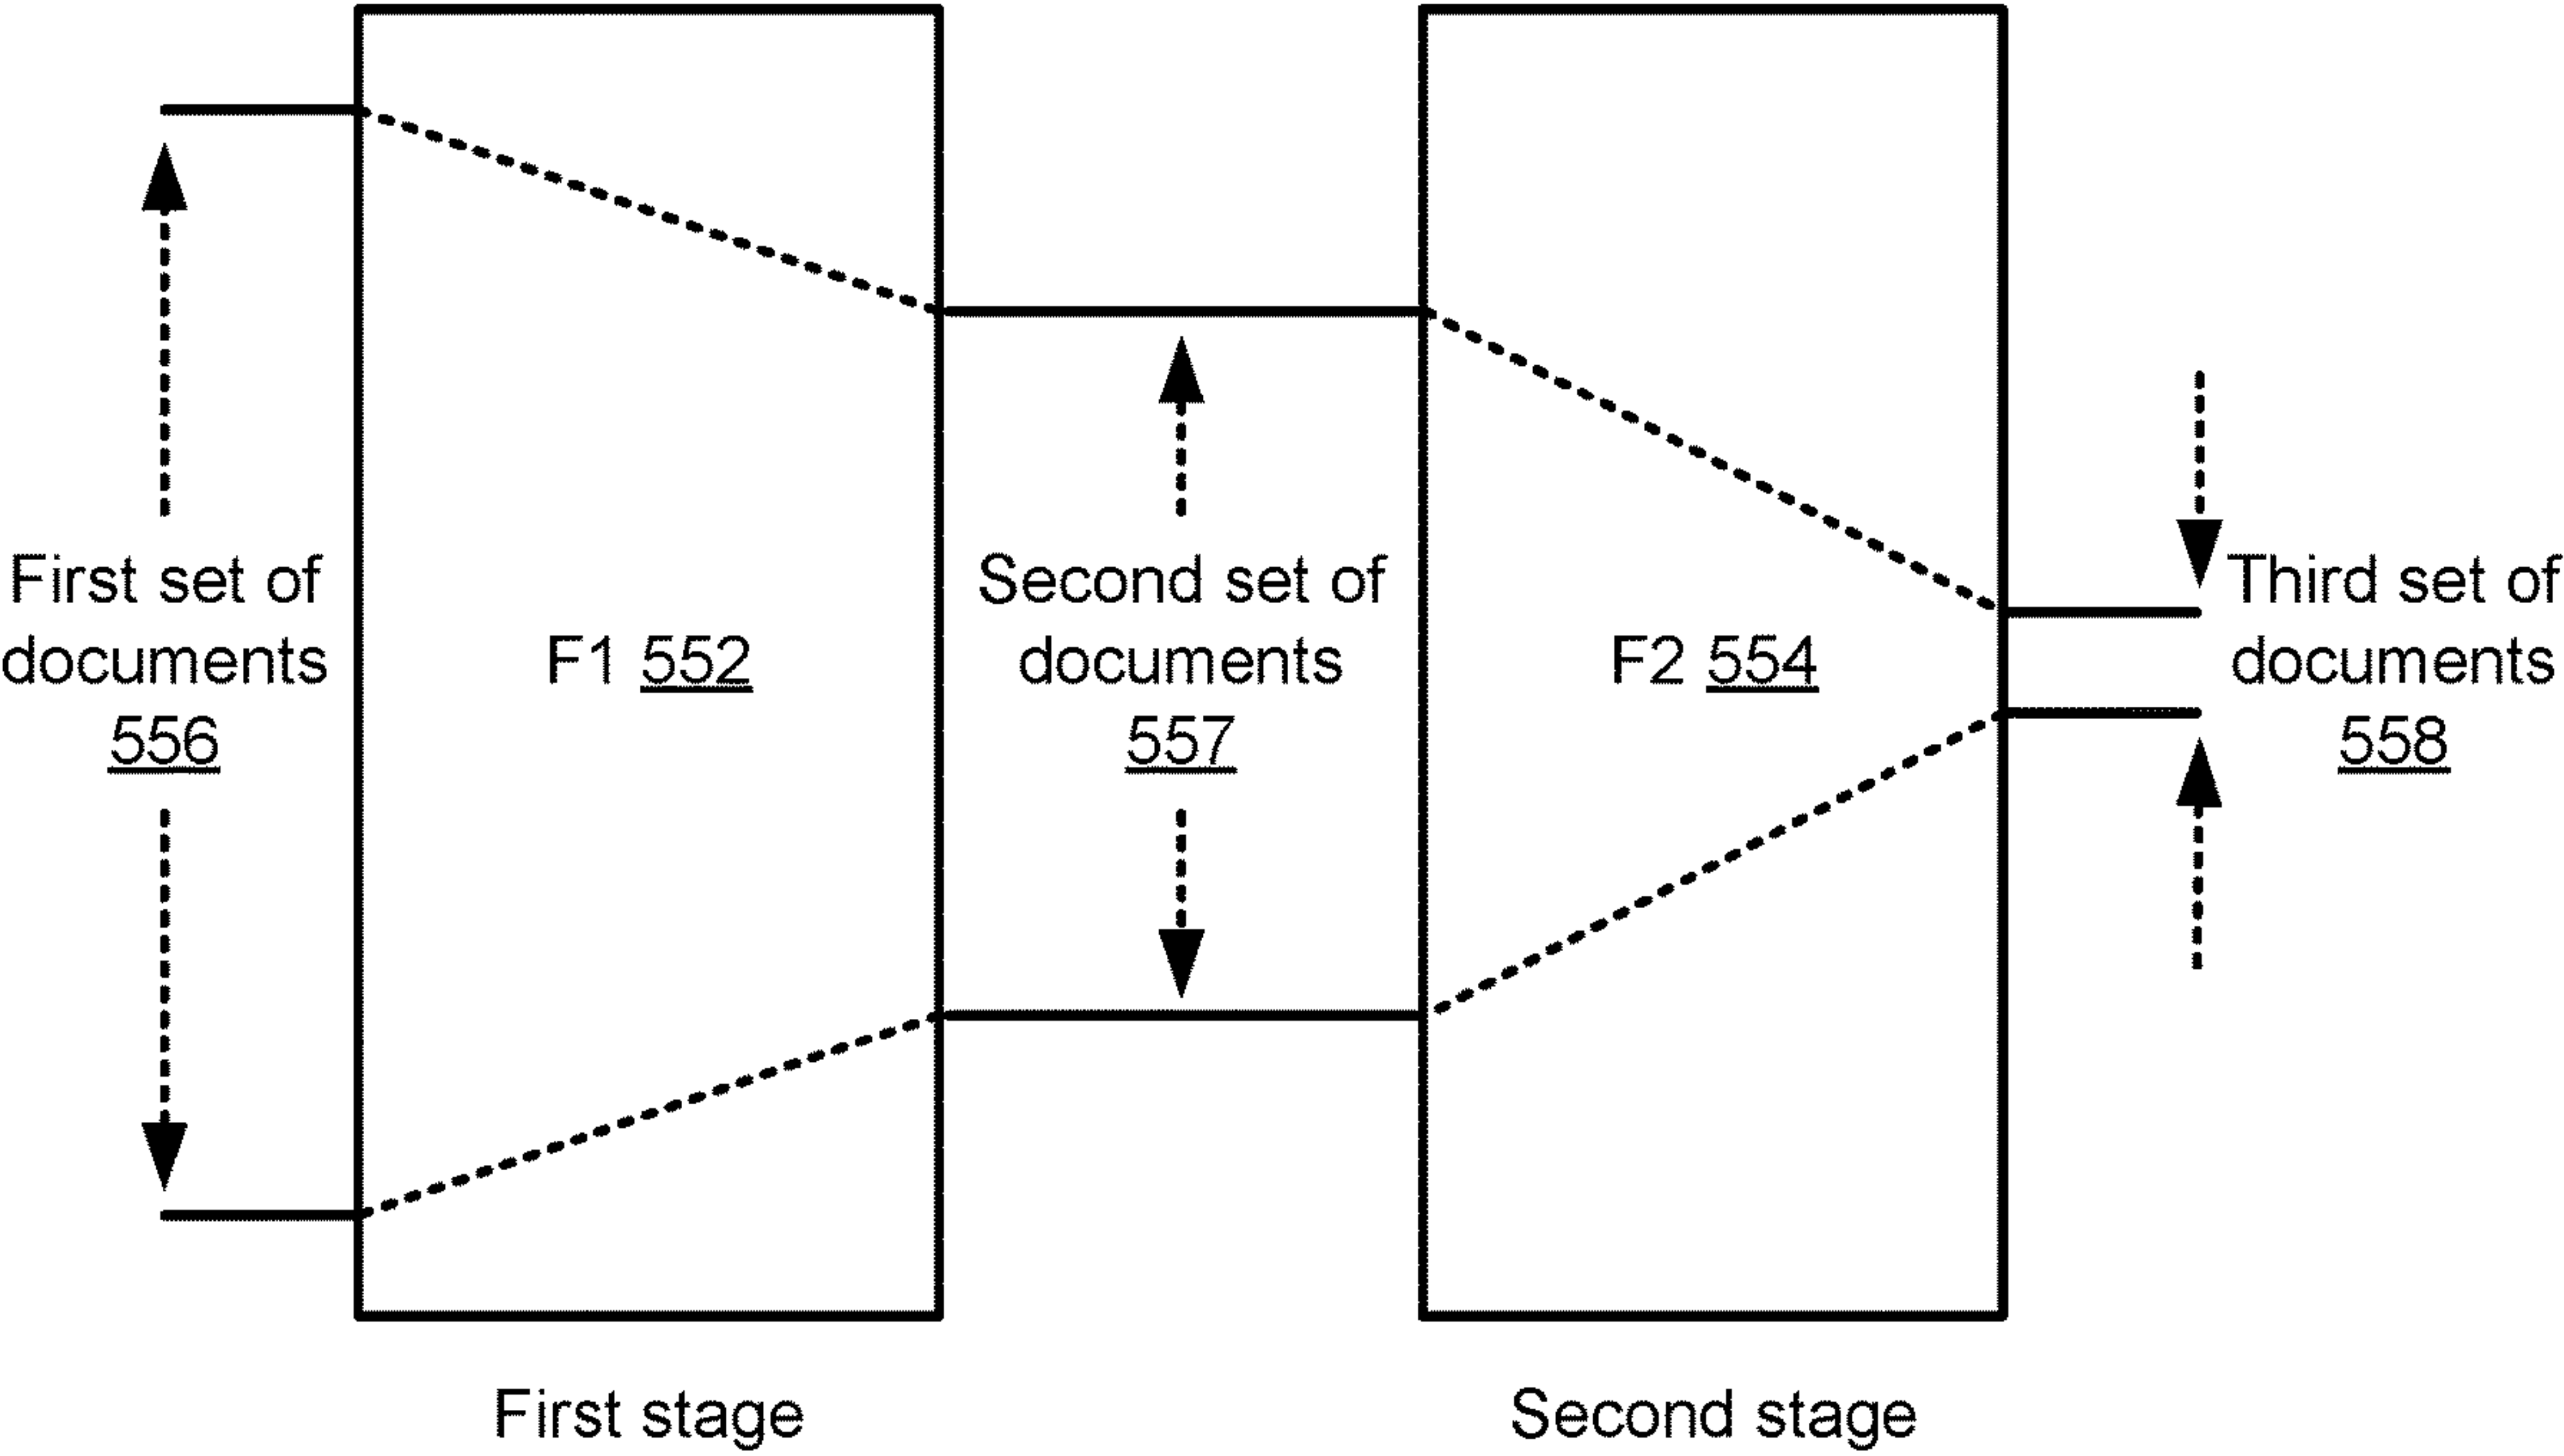 First set of
documents
556
F1 552
Second set of
documents
557
F2 554
Third set of
documents
558
First stage
Second stage